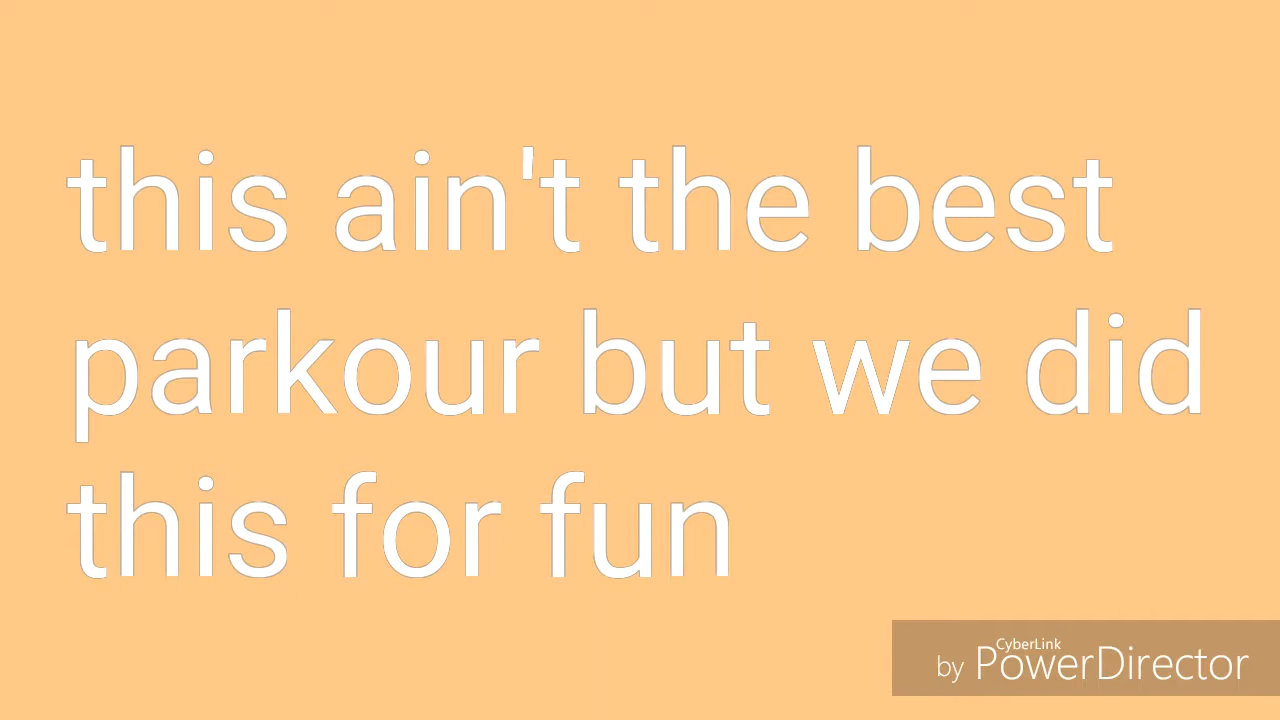 this ain't the best
parkour but we did
this for fun
CyberLink
by PowerDirector